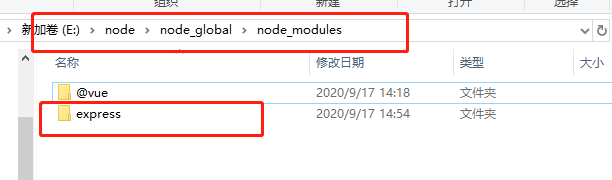 组织 新建 打开 选择
新加卷 (E:) > node > node_global > node_modules
名称 修改日期 类型 大小
@vue 2020/9/17 14:18 文件夹
express 2020/9/17 14:54 文件夹